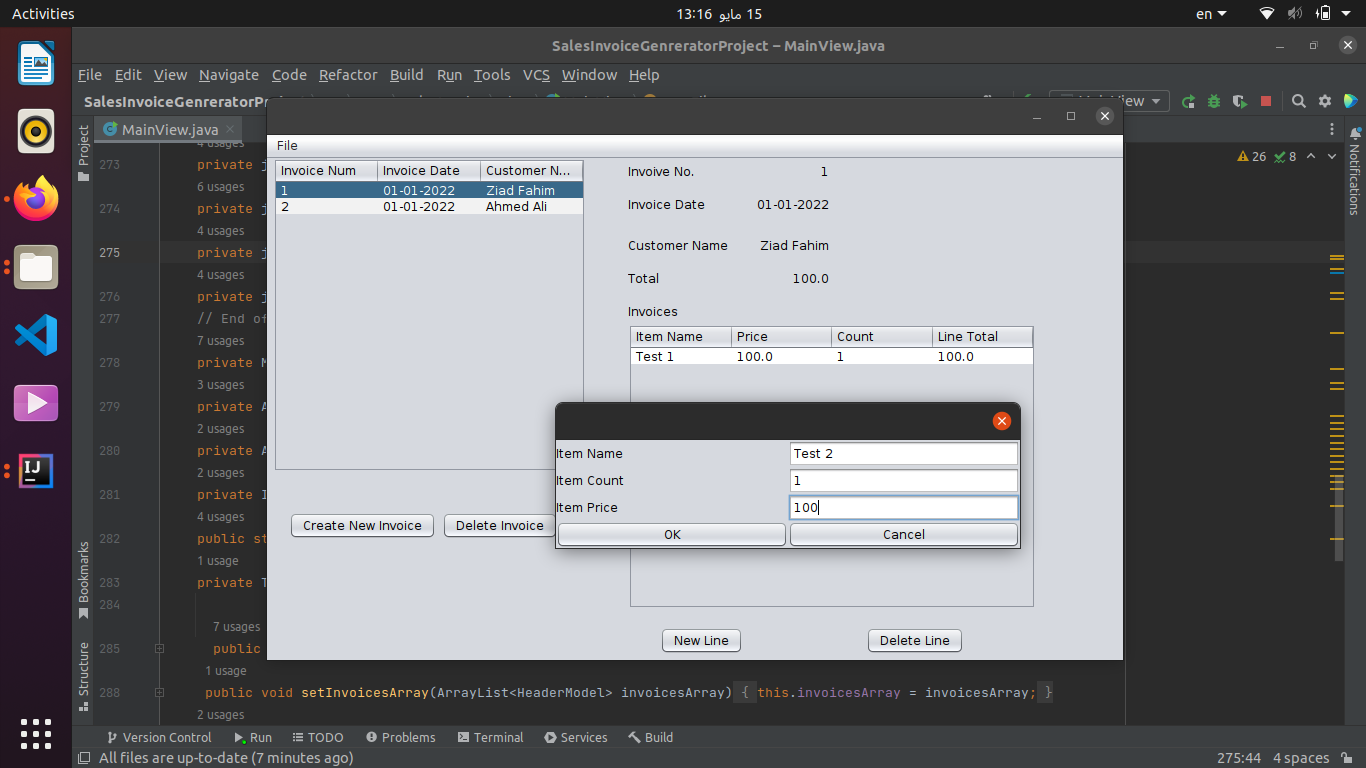 Activities
15 مايو 13:16
en
SalesInvoiceGenreratorProject – MainView.java
File Edit View Navigate Code Refactor Build Run Tools VCS Window Help
SalesInvoiceGenreratorPr
MainView.java
26 8
Project
Bookmarks
Structure
Notifications
4 usages
273 private j
6 usages
274 private j
4 usages
275 private j
4 usages
276 private j
277 // End of
7 usages
278 private M
3 usages
279 private A
2 usages
280 private A
2 usages
281 private I
4 usages
282 public st
1 usage
283 private T
284
7 usages
285 public
1 usage
288 public void setInvoicesArray(ArrayList<HeaderModel> invoicesArray) { this.invoicesArray = invoicesArray; }
2 usages
File
Invoice Num Invoice Date Customer N...
1 01-01-2022 Ziad Fahim
2 01-01-2022 Ahmed Ali
Create New Invoice Delete Invoice
Invoive No. 1
Invoice Date 01-01-2022
Customer Name Ziad Fahim
Total 100.0
Invoices
Item Name Price Count Line Total
Test 1 100.0 1 100.0
Item Name Test 2
Item Count 1
Item Price 100
OK Cancel
New Line Delete Line
Version Control Run TODO Problems Terminal Services Build
All files are up-to-date (7 minutes ago)
275:44 4 spaces